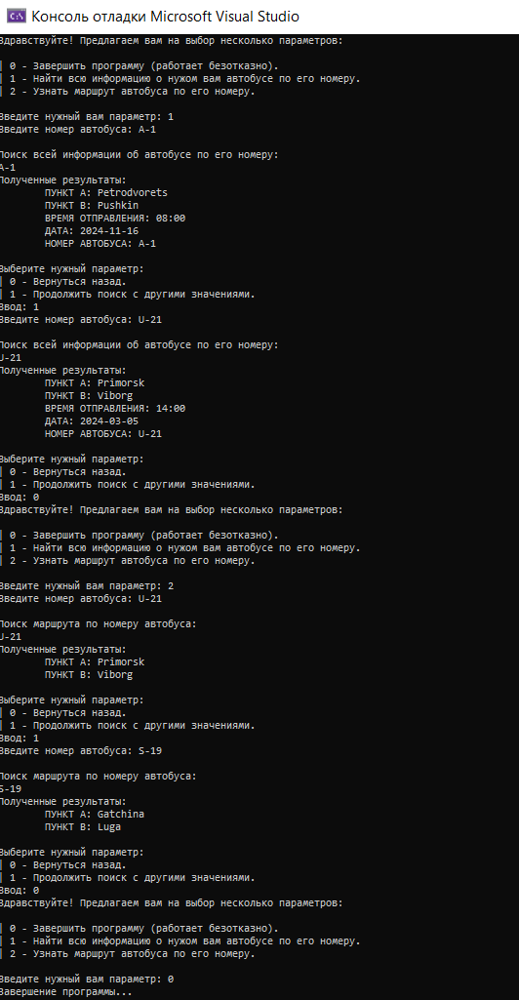 Консоль отладки Microsoft Visual Studio
Здравствуйте! Предлагаем вам на выбор несколько параметров:
| 0 - Завершить программу (работает безотказно).
| 1 - Найти всю информацию о нужом вам автобусе по его номеру.
| 2 - Узнать маршрут автобуса по его номеру.
Введите нужный вам параметр: 1
Введите номер автобуса: A-1
Поиск всей информации об автобусе по его номеру:
A-1
Полученные результаты:
ПУНКТ A: Petrodvorets
ПУНКТ B: Pushkin
ВРЕМЯ ОТПРАВЛЕНИЯ: 08:00
ДАТА: 2024-11-16
НОМЕР АВТОБУСА: A-1
Выберите нужный параметр:
| 0 - Вернуться назад.
| 1 - Продолжить поиск с другими значениями.
Ввод: 1
Введите номер автобуса: U-21
Поиск всей информации об автобусе по его номеру:
U-21
Полученные результаты:
ПУНКТ A: Primorsk
ПУНКТ B: Viborg
ВРЕМЯ ОТПРАВЛЕНИЯ: 14:00
ДАТА: 2024-03-05
НОМЕР АВТОБУСА: U-21
Выберите нужный параметр:
| 0 - Вернуться назад.
| 1 - Продолжить поиск с другими значениями.
Ввод: 0
Здравствуйте! Предлагаем вам на выбор несколько параметров:
| 0 - Завершить программу (работает безотказно).
| 1 - Найти всю информацию о нужом вам автобусе по его номеру.
| 2 - Узнать маршрут автобуса по его номеру.
Введите нужный вам параметр: 2
Введите номер автобуса: U-21
Поиск маршрута по номеру автобуса:
U-21
Полученные результаты:
ПУНКТ A: Primorsk
ПУНКТ B: Viborg
Выберите нужный параметр:
| 0 - Вернуться назад.
| 1 - Продолжить поиск с другими значениями.
Ввод: 1
Введите номер автобуса: S-19
Поиск маршрута по номеру автобуса:
S-19
Полученные результаты:
ПУНКТ A: Gatchina
ПУНКТ B: Luga
Выберите нужный параметр:
| 0 - Вернуться назад.
| 1 - Продолжить поиск с другими значениями.
Ввод: 0
Здравствуйте! Предлагаем вам на выбор несколько параметров:
| 0 - Завершить программу (работает безотказно).
| 1 - Найти всю информацию о нужом вам автобусе по его номеру.
| 2 - Узнать маршрут автобуса по его номеру.
Введите нужный вам параметр: 0
Завершение программы...